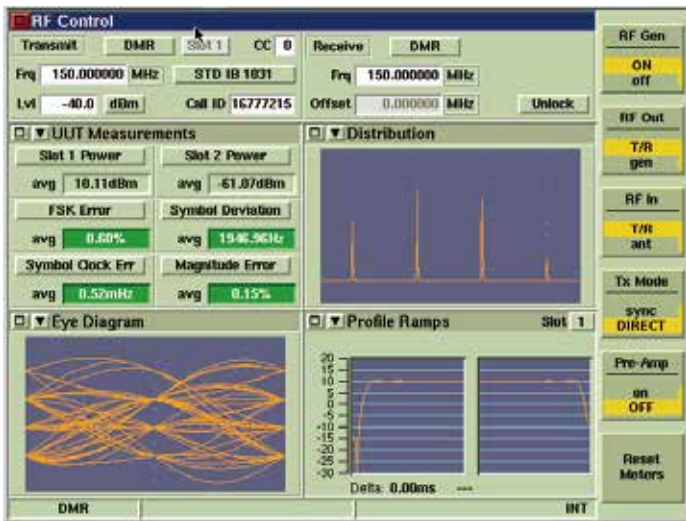 RF Control
Transmit DMR Slot 1 CC 0
Frq 150.000000 MHz STD IB 1031
Lvl -40.0 dBm Call ID 16777215
Receive DMR
Frq 150.000000 MHz
Offset 0.000000 MHz Unlock
UUT Measurements
Slot 1 Power Slot 2 Power
avg 10.11dBm avg -61.07dBm
FSK Error Symbol Deviation
avg 0.60% avg 1946.96Hz
Symbol Clock Err Magnitude Error
avg 0.52mHz avg 0.15%
Distribution
Eye Diagram
Profile Ramps Slot 1
20
15
10
5
0
-5
-10
-15
-20
-25
-30
Delta: 0.00ms ---
DMR INT
RF Gen
ON
off
RF Out
T/R
gen
RF In
T/R
ant
Tx Mode
sync
DIRECT
Pre-Amp
on
OFF
Reset
Meters